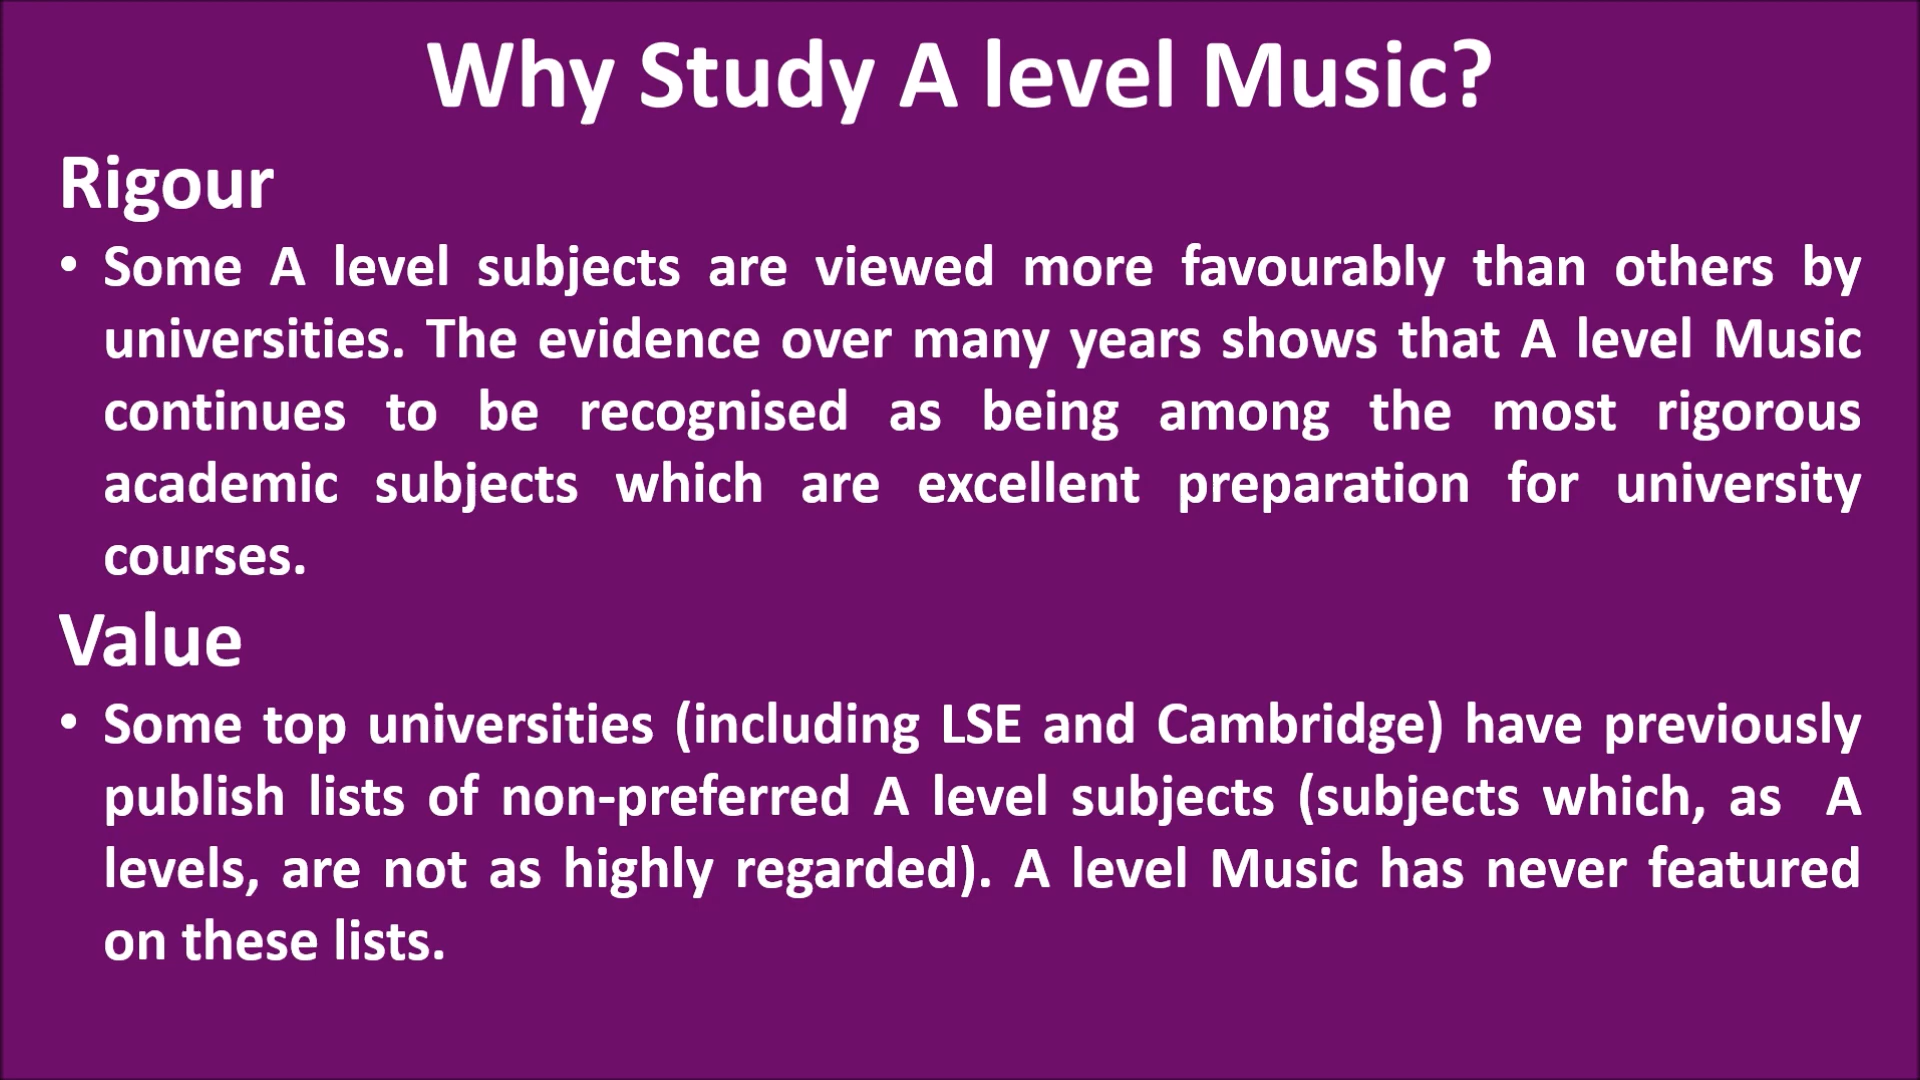 Why Study A level Music?
Rigour
• Some A level subjects are viewed more favourably than others by
universities. The evidence over many years shows that A level Music
continues to be recognised as being among the most rigorous
academic subjects which are excellent preparation for university
courses.
Value
• Some top universities (including LSE and Cambridge) have previously
publish lists of non-preferred A level subjects (subjects which, as  A
levels, are not as highly regarded). A level Music has never featured
on these lists.